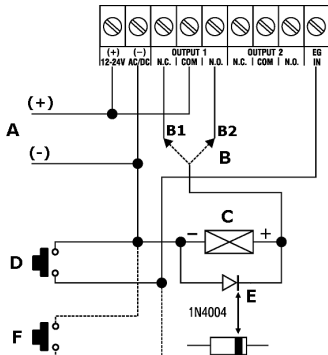 (+) (−) OUTPUT 1 OUTPUT 2 EG
12-24V AC/DC N.C. COM N.O. N.C. COM N.O. IN
(+)
A
B1 B2
B
(-)
C
− +
D
E
1N4004
F